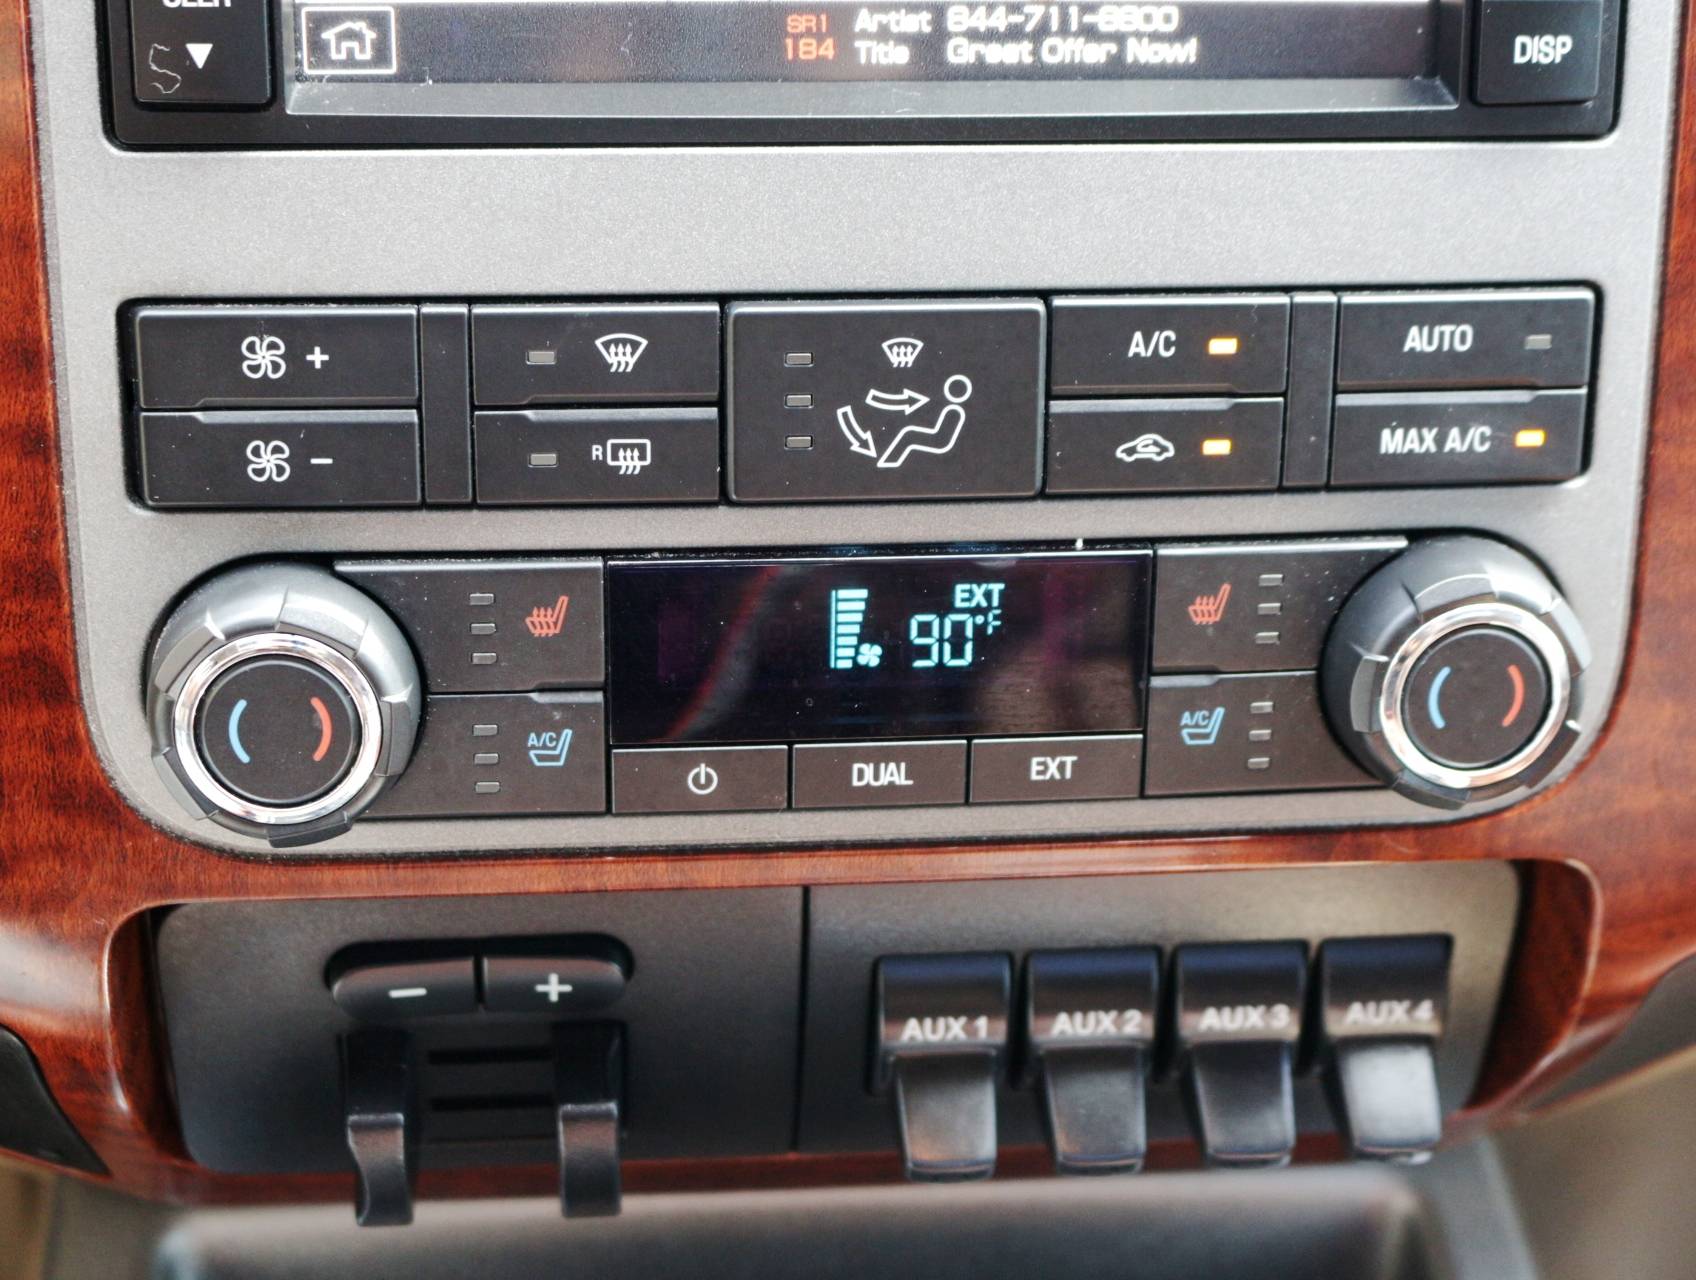 SR1 Artist 844-711-6600
184 Title Great Offer Now!
DISP
A/C
AUTO
R
MAX A/C
EXT
90°F
A/C
A/C
DUAL
EXT
- +
AUX 1 AUX 2 AUX 3 AUX 4